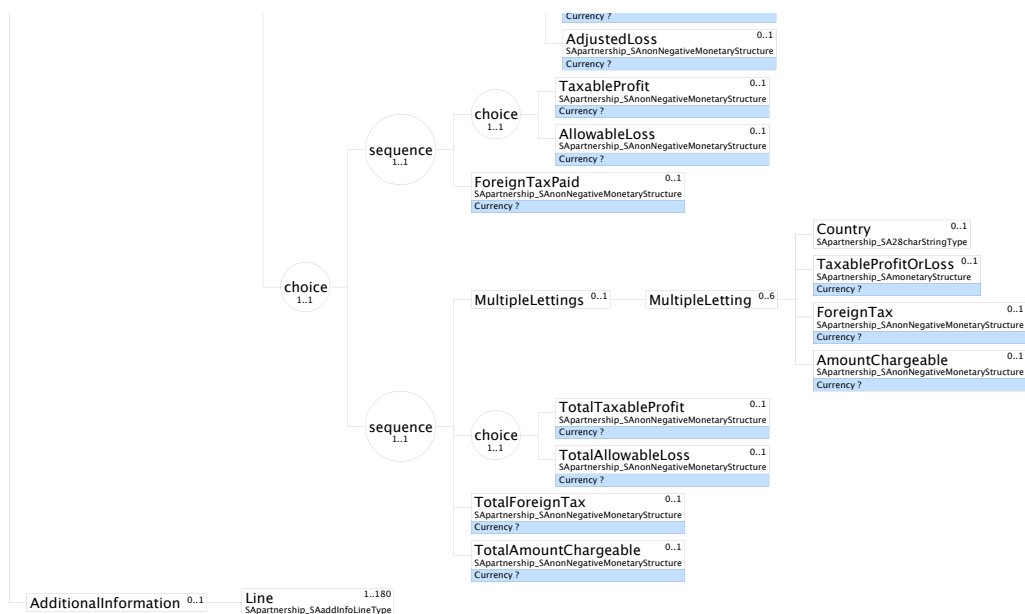 Currency ?
AdjustedLoss 0..1
SApartnership_SAnonNegativeMonetaryStructure
Currency ?
TaxableProfit 0..1
SApartnership_SAnonNegativeMonetaryStructure
Currency ?
choice
1..1
AllowableLoss 0..1
SApartnership_SAnonNegativeMonetaryStructure
Currency ?
sequence
1..1
ForeignTaxPaid 0..1
SApartnership_SAnonNegativeMonetaryStructure
Currency ?
Country 0..1
SApartnership_SA28charStringType
TaxableProfitOrLoss 0..1
SApartnership_SAmonetaryStructure
Currency ?
choice
1..1
MultipleLettings 0..1
MultipleLetting 0..6
ForeignTax 0..1
SApartnership_SAnonNegativeMonetaryStructure
Currency ?
AmountChargeable 0..1
SApartnership_SAnonNegativeMonetaryStructure
Currency ?
TotalTaxableProfit 0..1
SApartnership_SAnonNegativeMonetaryStructure
Currency ?
sequence
1..1
choice
1..1
TotalAllowableLoss 0..1
SApartnership_SAnonNegativeMonetaryStructure
Currency ?
TotalForeignTax 0..1
SApartnership_SAnonNegativeMonetaryStructure
Currency ?
TotalAmountChargeable 0..1
SApartnership_SAnonNegativeMonetaryStructure
Currency ?
AdditionalInformation 0..1
Line 1..180
SApartnership_SAaddInfoLineType